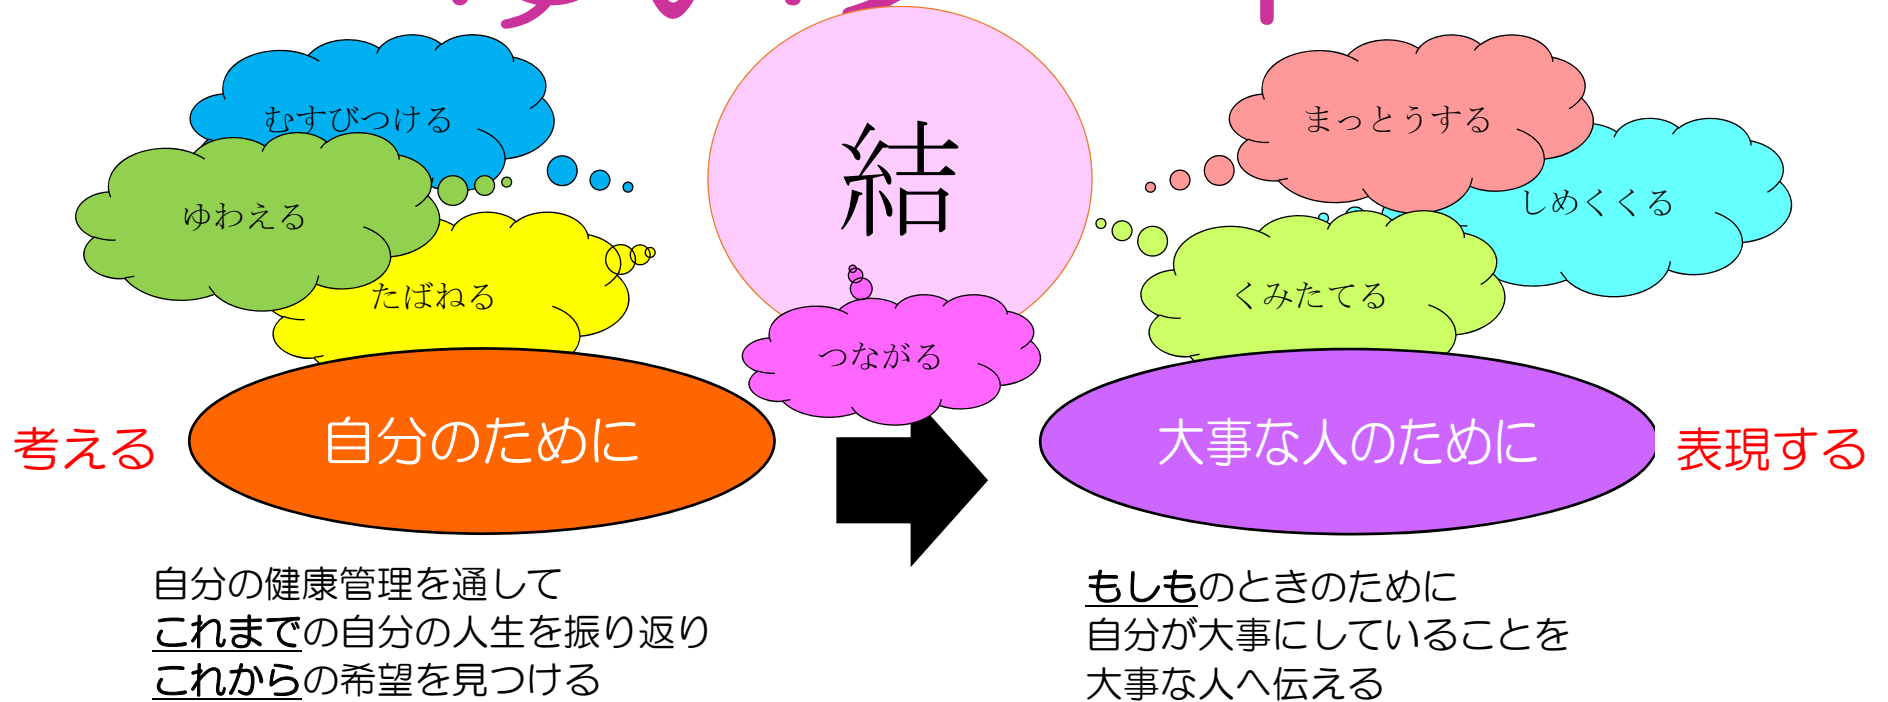 むすびつける
ゆわえる
たばねる
結
つながる
まっとうする
しめくくる
くみたてる
考える
自分のために
大事な人のために
表現する
自分の健康管理を通して
これまでの自分の人生を振り返り
これからの希望を見つける
もしものときのために
自分が大事にしていることを
大事な人へ伝える